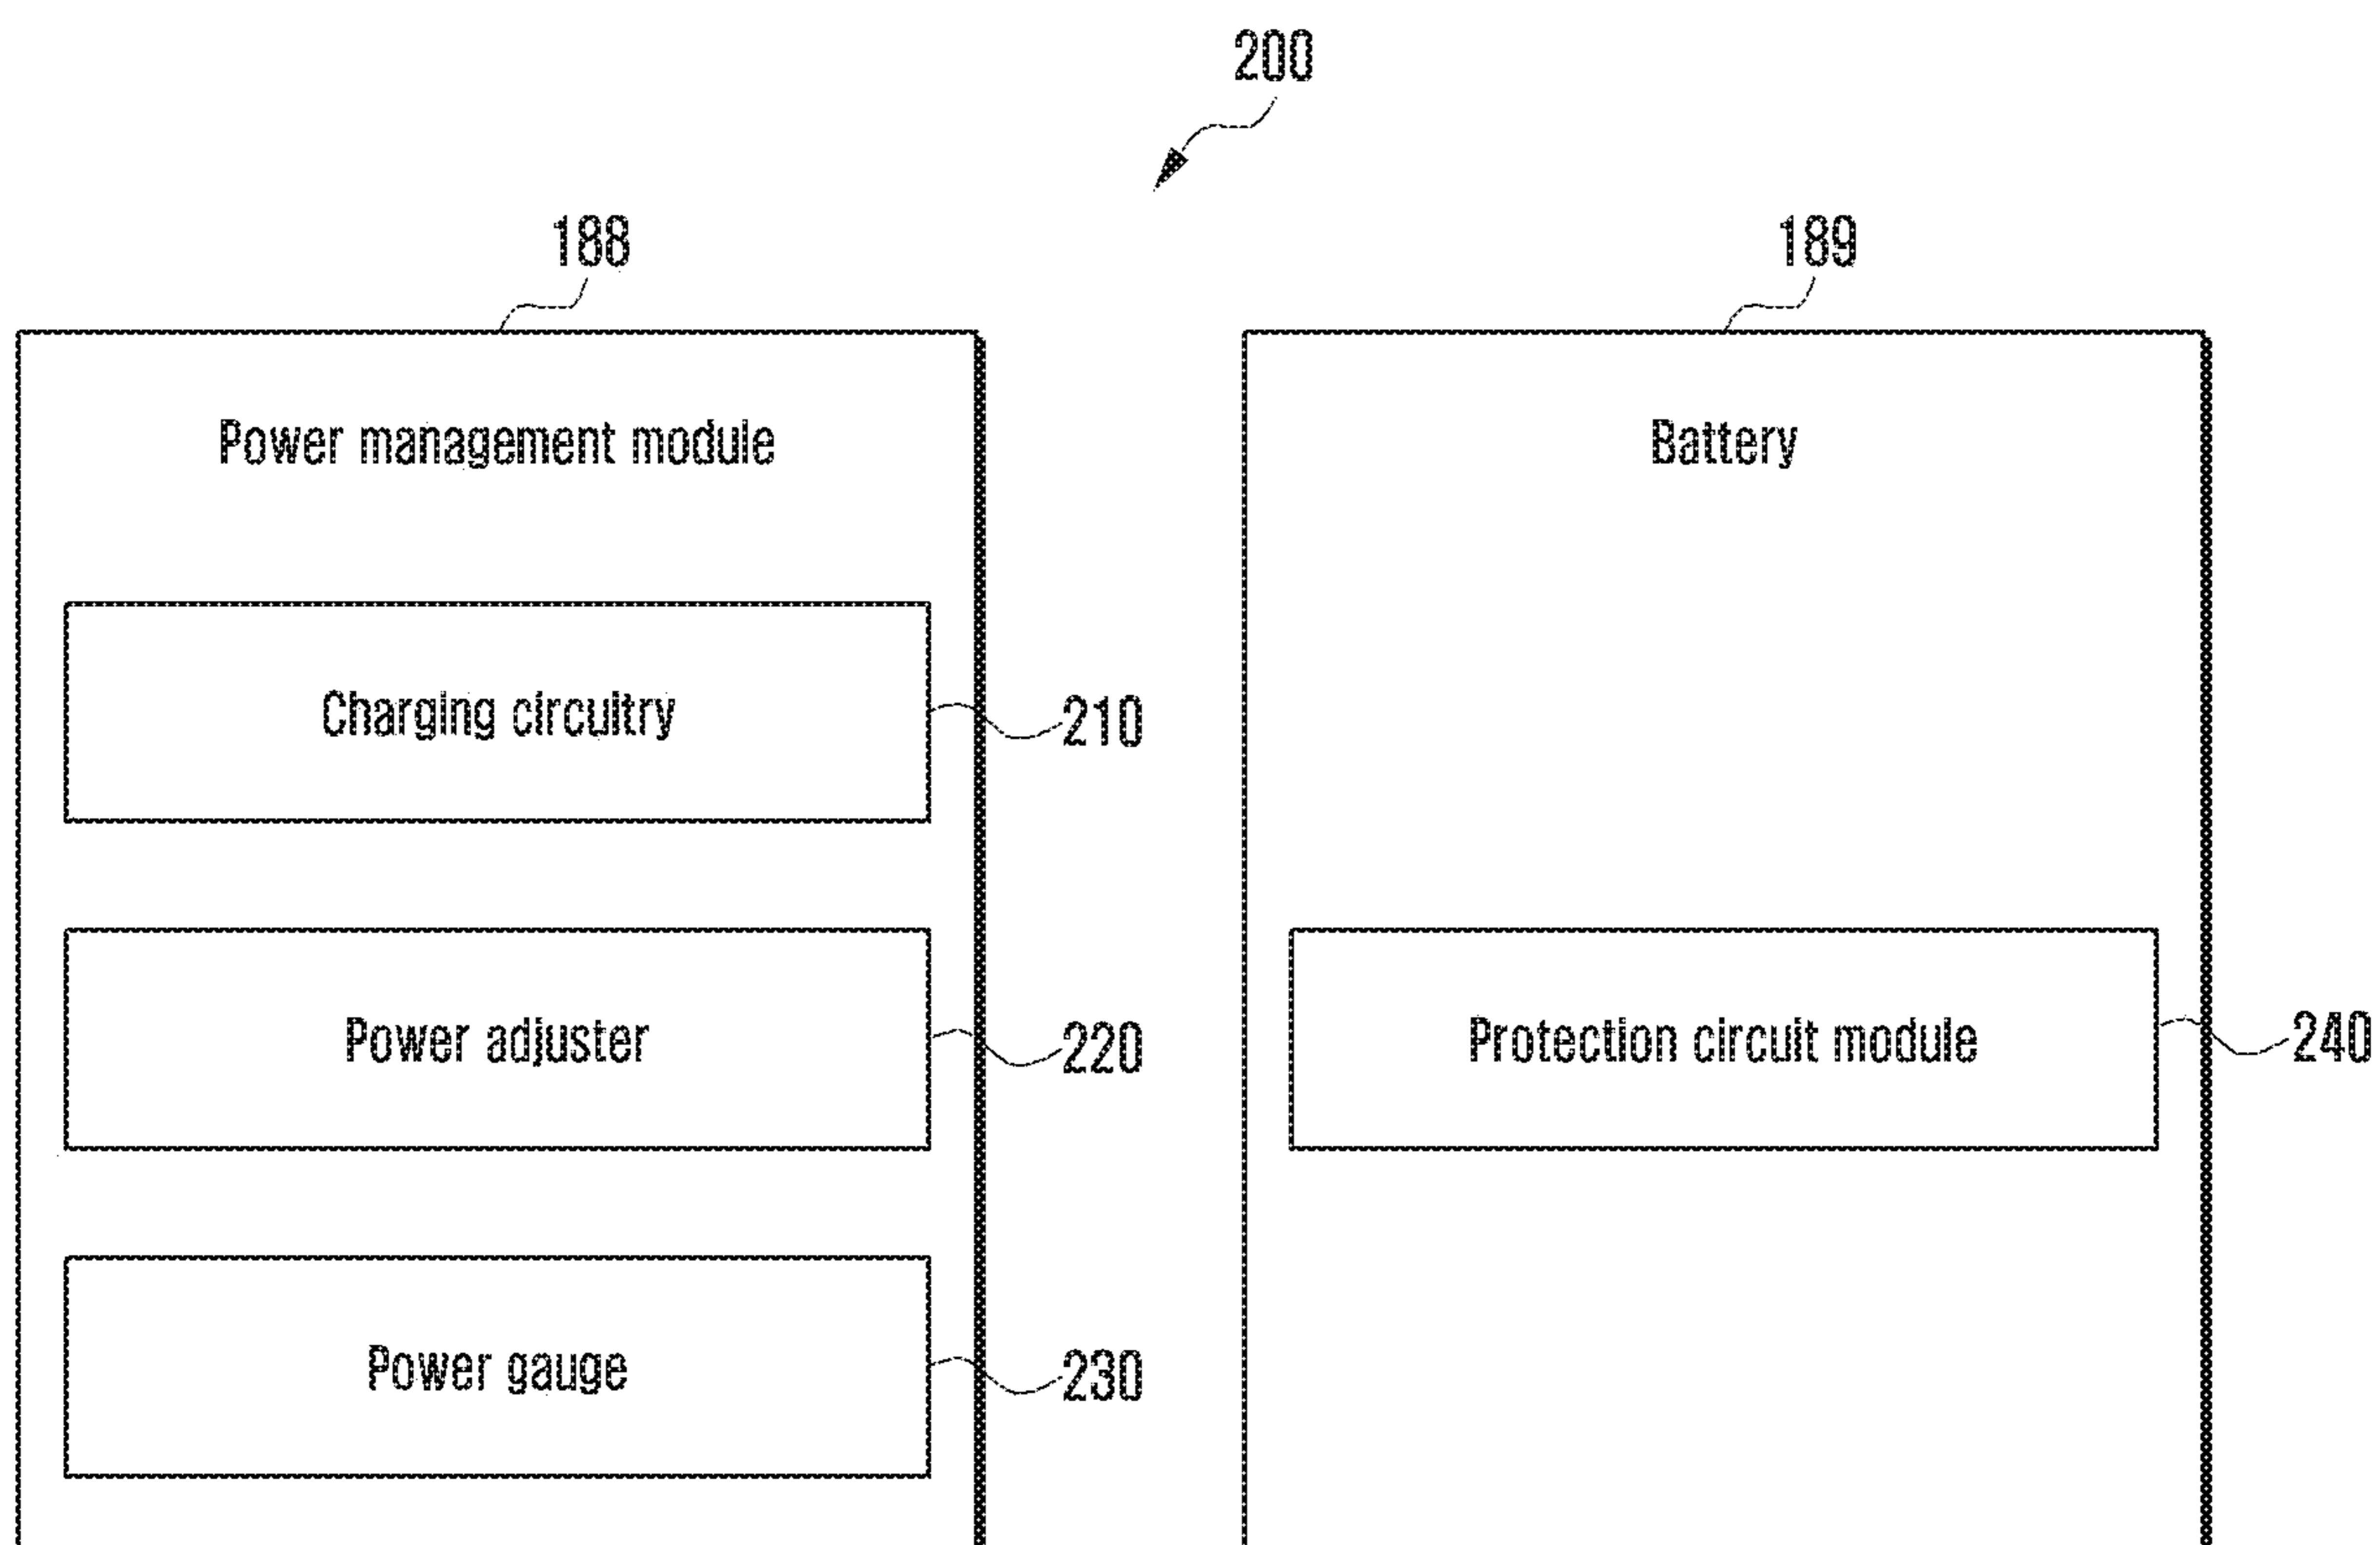 200
188
189
Power management module
Battery
Charging circuitry
210
Power adjuster
220
Protection circuit module
240
Power gauge
230